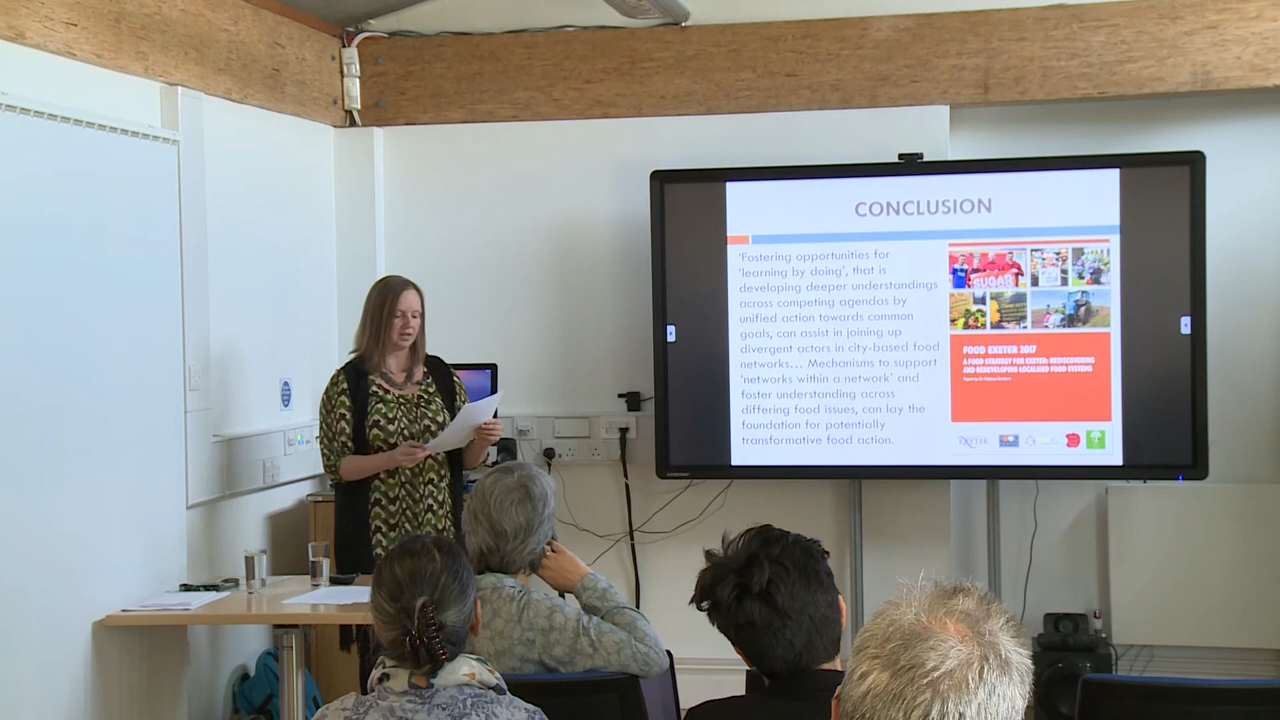 CONCLUSION
'Fostering opportunities for
'learning by doing', that is
developing deeper understandings
across competing agendas by
unified action towards common
goals, can assist in joining up
divergent actors in city-based food
networks... Mechanisms to support
'networks within a network' and
foster understanding across
differing food issues, can lay the
foundation for potentially
transformative food action.
SUGAR
FOOD EXETER 2017
A FOOD STRATEGY FOR EXETER: REDISCOVERING
AND REDEVELOPING LOCALISED FOOD SYSTEMS
EXETER